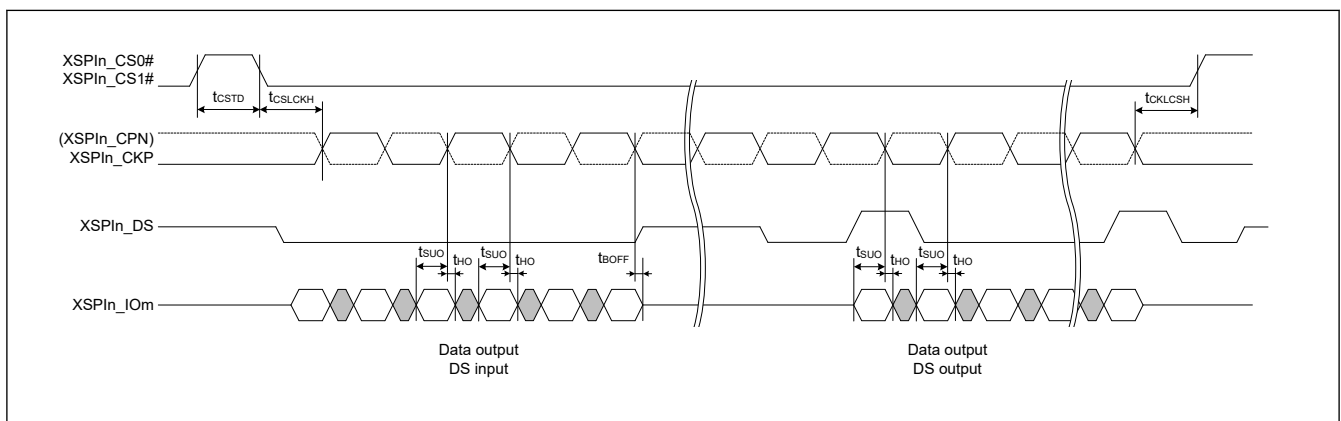 XSPIn_CS0#
XSPIn_CS1#
tCSTD
tCSLCKH
tCKLCSH
(XSPIn_CPN)
XSPIn_CKP
XSPIn_DS
tSUO
tHO
tSUO
tHO
tBOFF
tSUO
tHO
tSUO
tHO
XSPIn_IOm
Data output
DS input
Data output
DS output